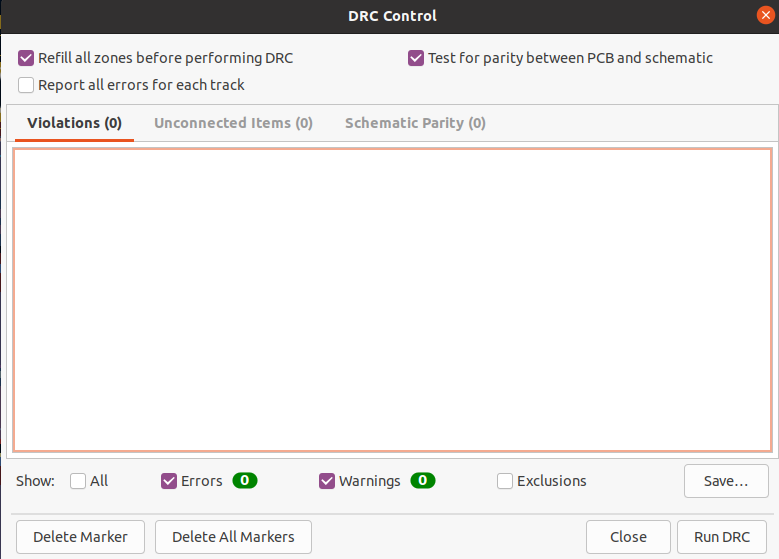 DRC Control
Refill all zones before performing DRC
Test for parity between PCB and schematic
Report all errors for each track
Violations (0)
Unconnected Items (0)
Schematic Parity (0)
Show:
All
Errors
0
Warnings
0
Exclusions
Save...
Delete Marker
Delete All Markers
Close
Run DRC